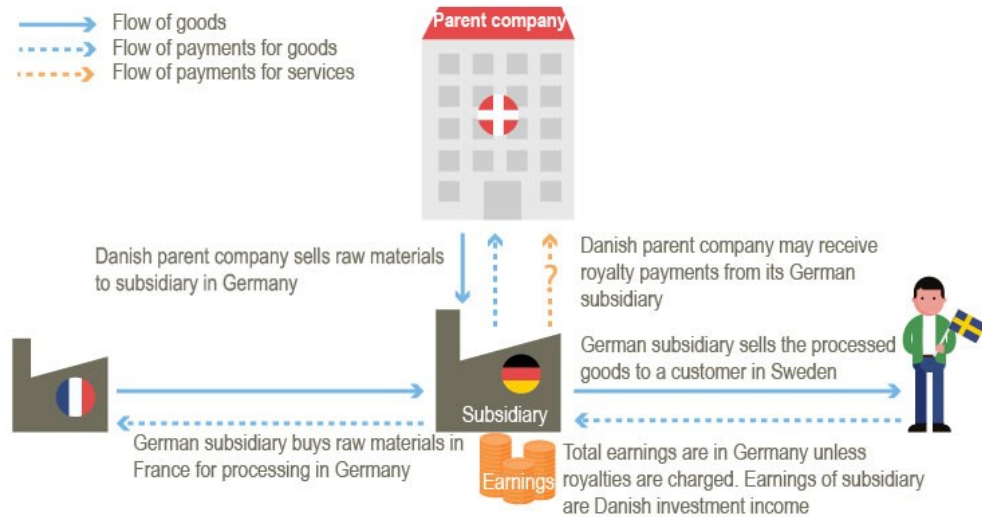 Flow of goods
Flow of payments for goods
Flow of payments for services
Parent company
Danish parent company sells raw materials
to subsidiary in Germany
?
Danish parent company may receive
royalty payments from its German
subsidiary
German subsidiary sells the processed
goods to a customer in Sweden
Subsidiary
German subsidiary buys raw materials in
France for processing in Germany
Earnings
Total earnings are in Germany unless
royalties are charged. Earnings of subsidiary
are Danish investment income